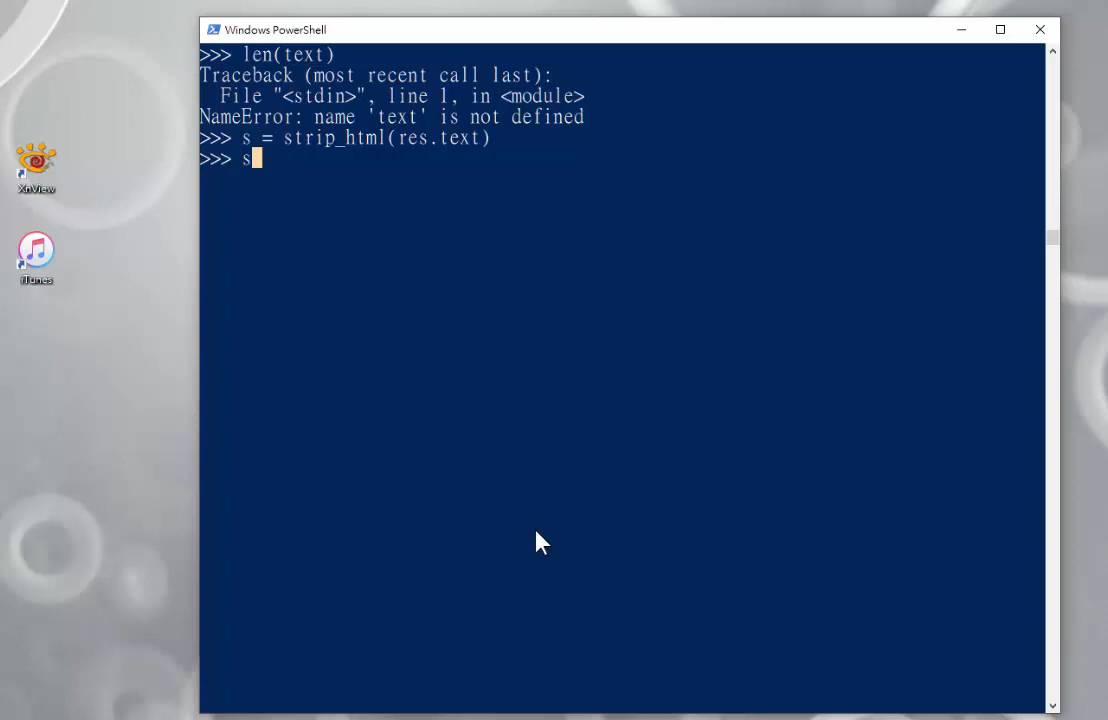 Windows PowerShell
>>> len(text)
Traceback (most recent call last):
  File "<stdin>", line 1, in <module>
NameError: name 'text' is not defined
>>> s = strip_html(res.text)
>>> s
XnView
iTunes